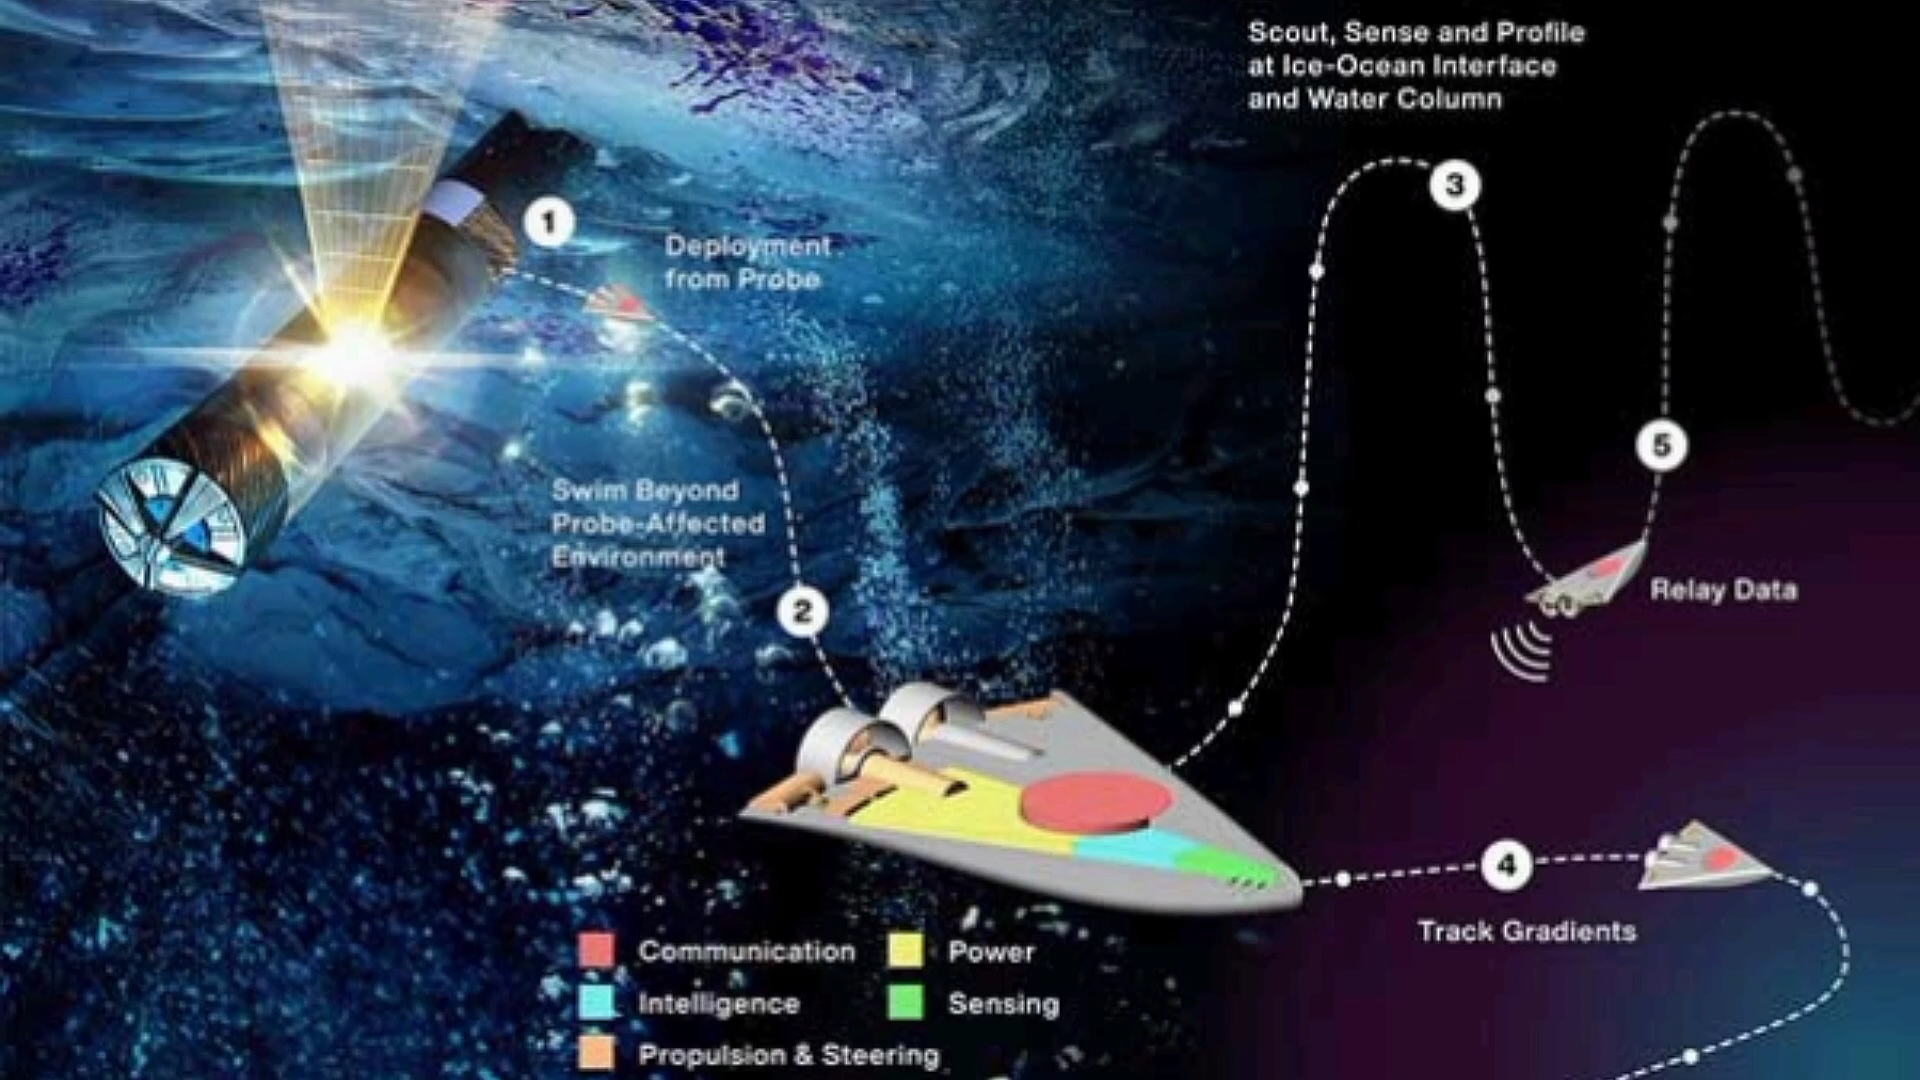 Scout, Sense and Profile
at Ice-Ocean Interface
and Water Column
3
1
Deployment
from Probe
5
Swim Beyond
Probe-Affected
Environment
2
Relay Data
4
Track Gradients
Communication
Power
Intelligence
Sensing
Propulsion & Steering